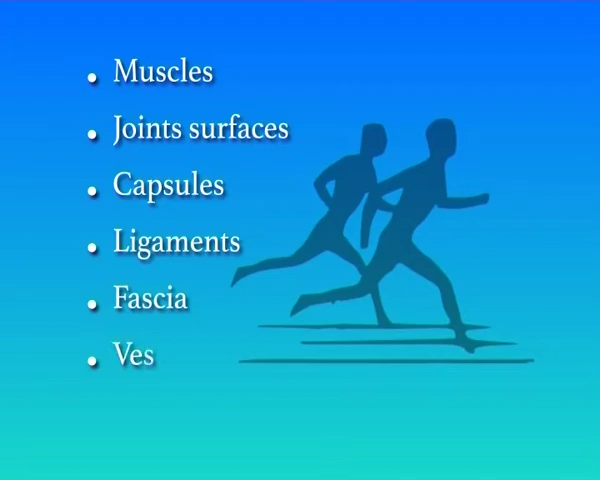 • Muscles
• Joints surfaces
• Capsules
• Ligaments
• Fascia
• Ves